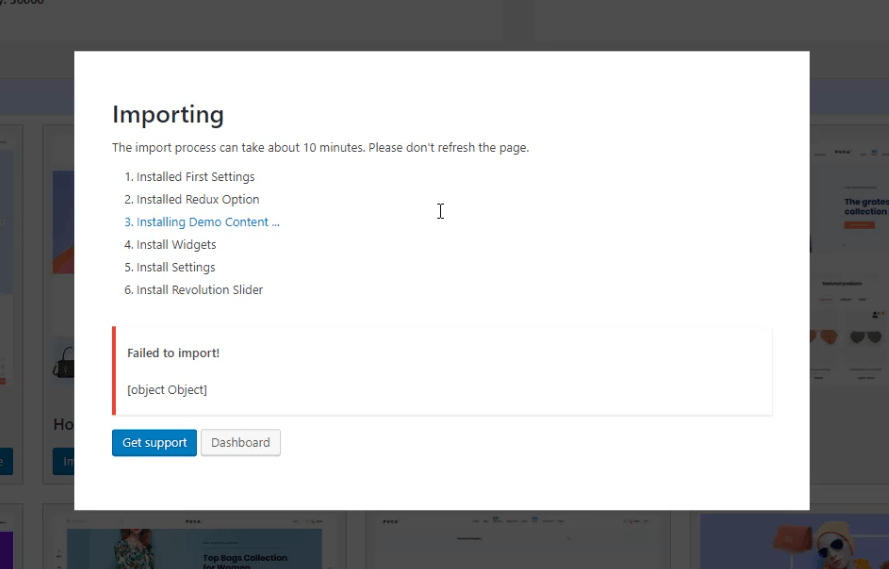 Importing
The import process can take about 10 minutes. Please don't refresh the page.
1. Installed First Settings
2. Installed Redux Option
3. Installing Demo Content ...
4. Install Widgets
5. Install Settings
6. Install Revolution Slider
Failed to import!
[object Object]
Get support
Dashboard
Ho
Im
The grates
collection
Featured products
Top Bags Collection
for Women